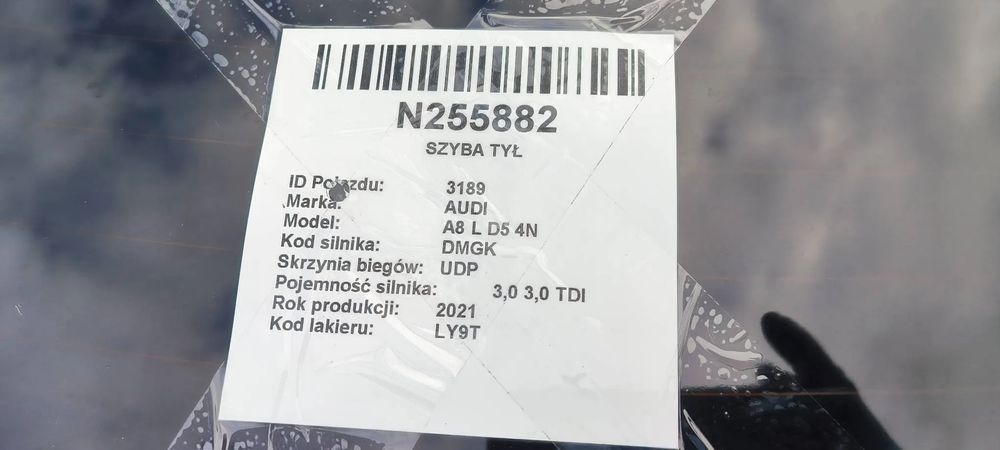 N255882
SZYBA TYŁ
ID Pojazdu: 3189
Marka: AUDI
Model: A8 L D5 4N
Kod silnika: DMGK
Skrzynia biegów: UDP
Pojemność silnika: 3,0 3,0 TDI
Rok produkcji: 2021
Kod lakieru: LY9T